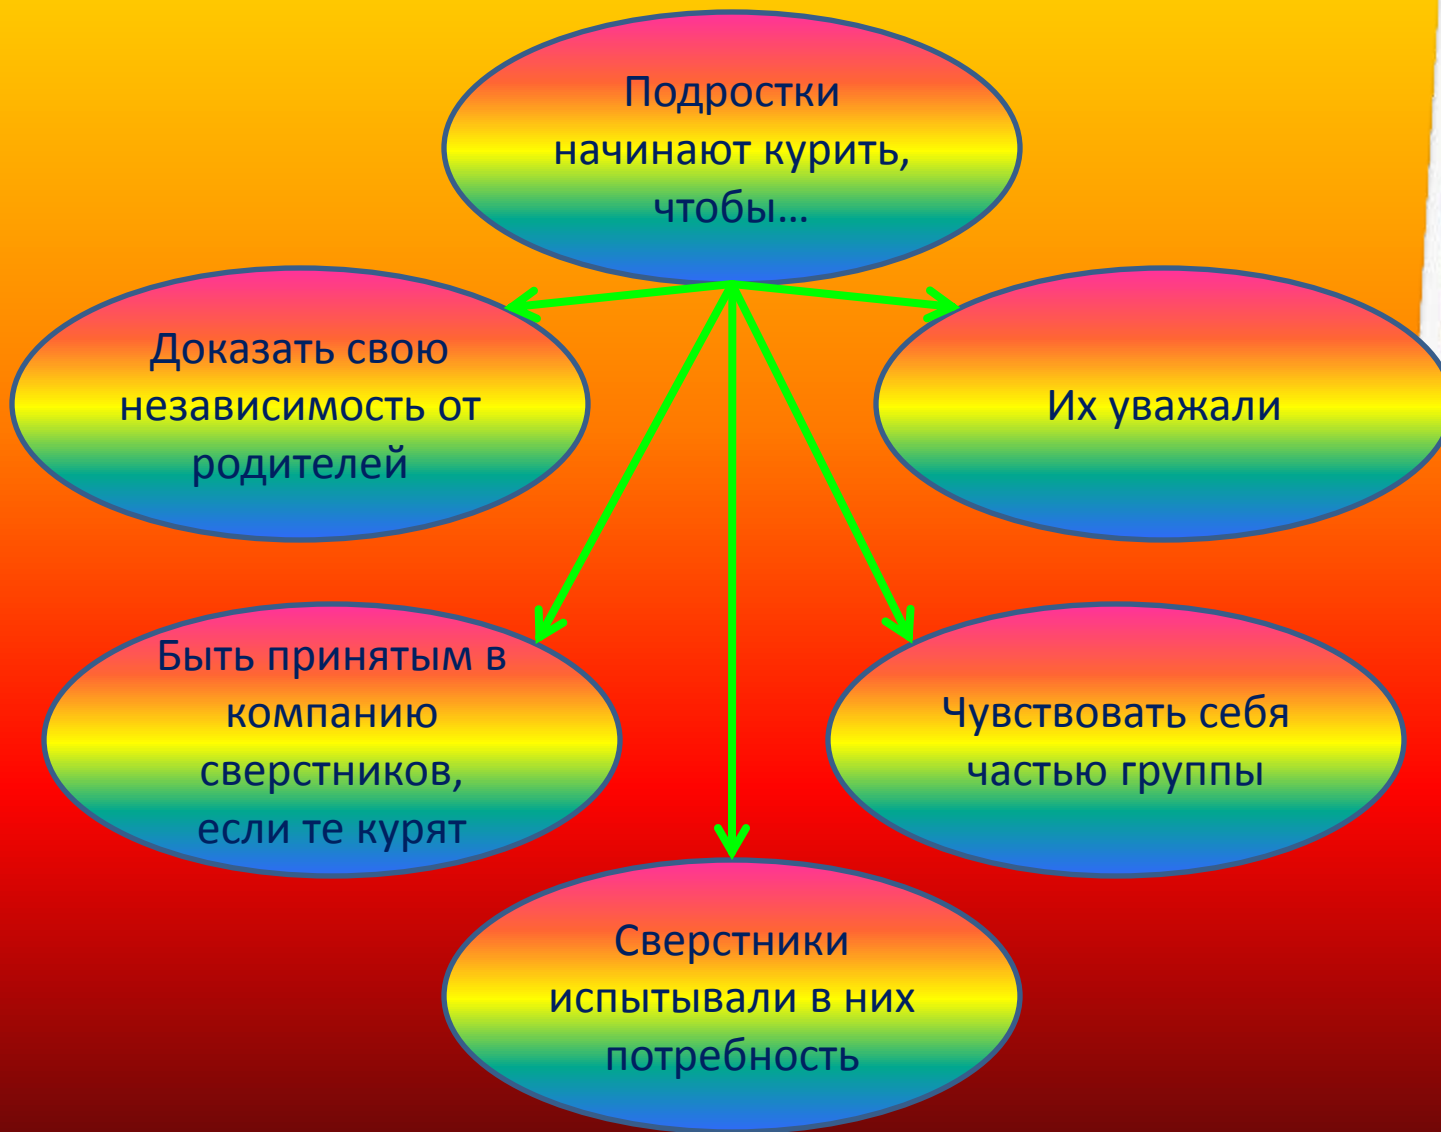 Подростки
начинают курить,
чтобы…
Доказать свою
независимость от
родителей
Их уважали
Быть принятым в
компанию
сверстников,
если те курят
Чувствовать себя
частью группы
Сверстники
испытывали в них
потребность